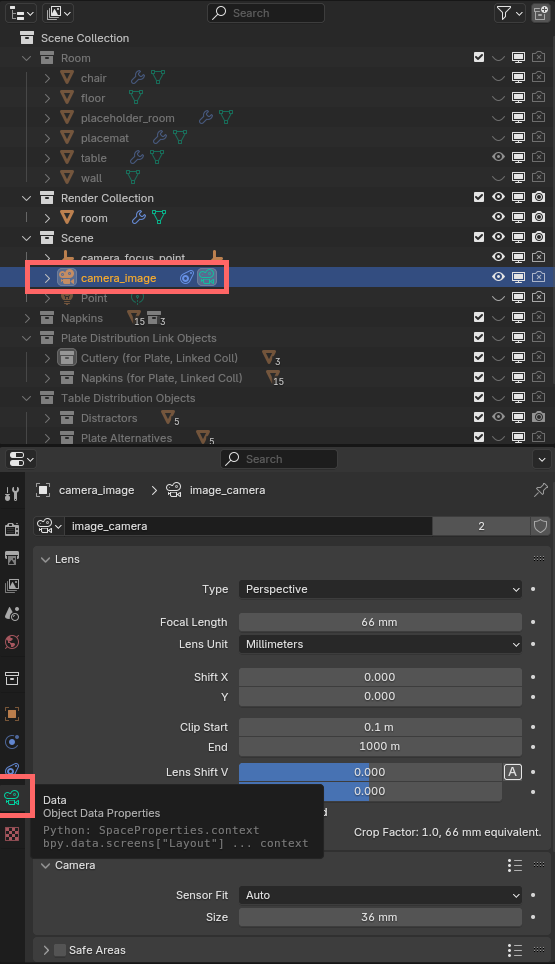 Search
Scene Collection
Room
chair
floor
placeholder_room
placemat
table
wall
Render Collection
room
Scene
camera_focus_point
camera_image
Point
Napkins 15 3
Plate Distribution Link Objects
Cutlery (for Plate, Linked Coll) 3
Napkins (for Plate, Linked Coll) 15
Table Distribution Objects
Distractors 5
Plate Alternatives 5
Search
camera_image > image_camera
image_camera 2
Lens
Type Perspective
Focal Length 66 mm
Lens Unit Millimeters
Shift X 0.000
Y 0.000
Clip Start 0.1 m
End 1000 m
Lens Shift V 0.000 A
0.000
Data
Object Data Properties
Python: SpaceProperties.context
bpy.data.screens["Layout"] ... context
Crop Factor: 1.0, 66 mm equivalent.
Camera
Sensor Fit Auto
Size 36 mm
Safe Areas